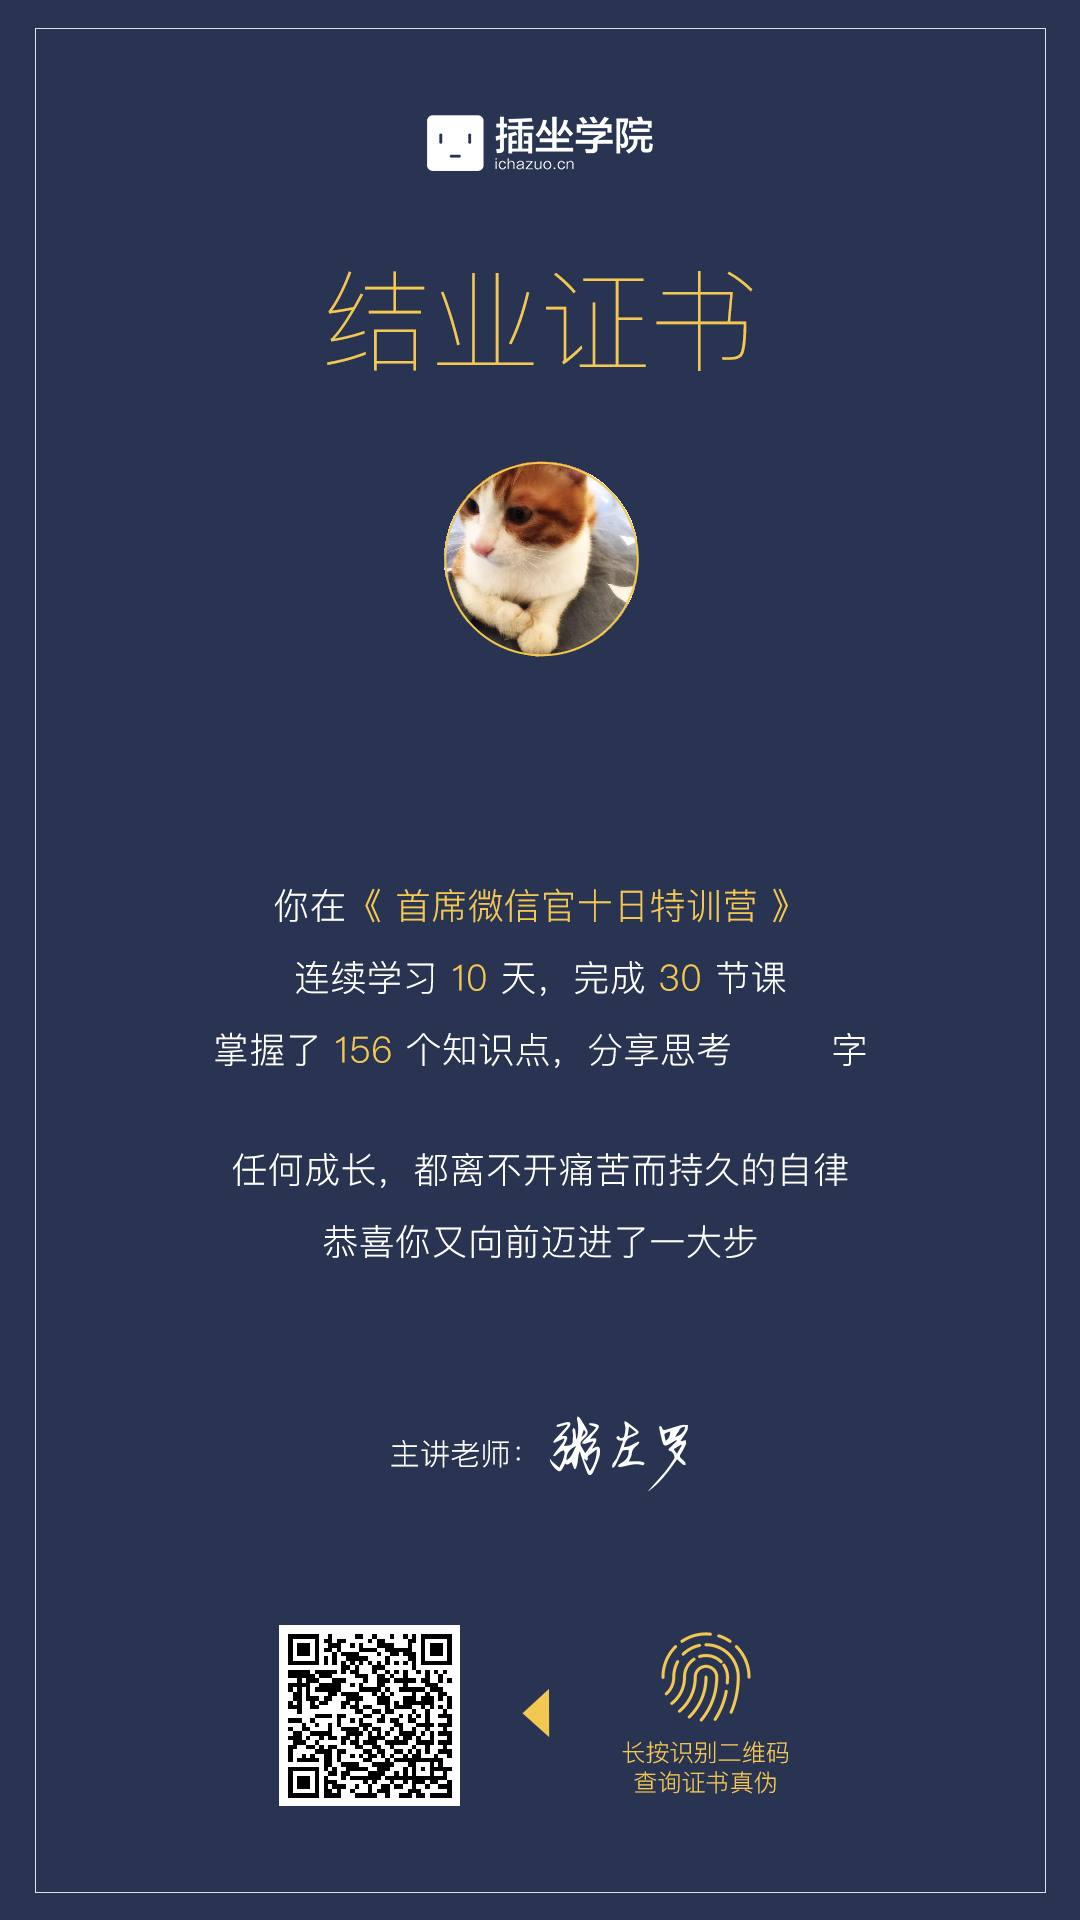 插坐学院
ichazuo.cn
结业证书
你在《 首席微信官十日特训营 》
连续学习 10 天，完成 30 节课
掌握了 156 个知识点，分享思考 字
任何成长，都离不开痛苦而持久的自律
恭喜你又向前迈进了一大步
主讲老师：粥左罗
长按识别二维码
查询证书真伪